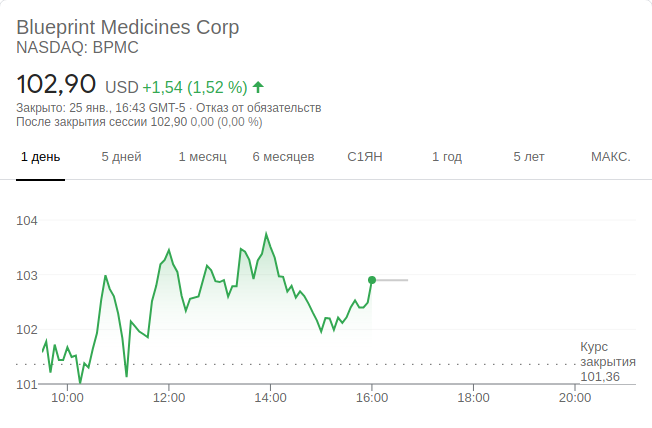 Blueprint Medicines Corp
NASDAQ: BPMC
102,90 USD +1,54 (1,52 %)
Закрыто: 25 янв., 16:43 GMT-5 · Отказ от обязательств
После закрытия сессии 102,90 0,00 (0,00 %)
1 день 5 дней 1 месяц 6 месяцев С1ЯН 1 год 5 лет МАКС.
104
103
102
Курс
закрытия
101,36
101
10:00 12:00 14:00 16:00 18:00 20:00